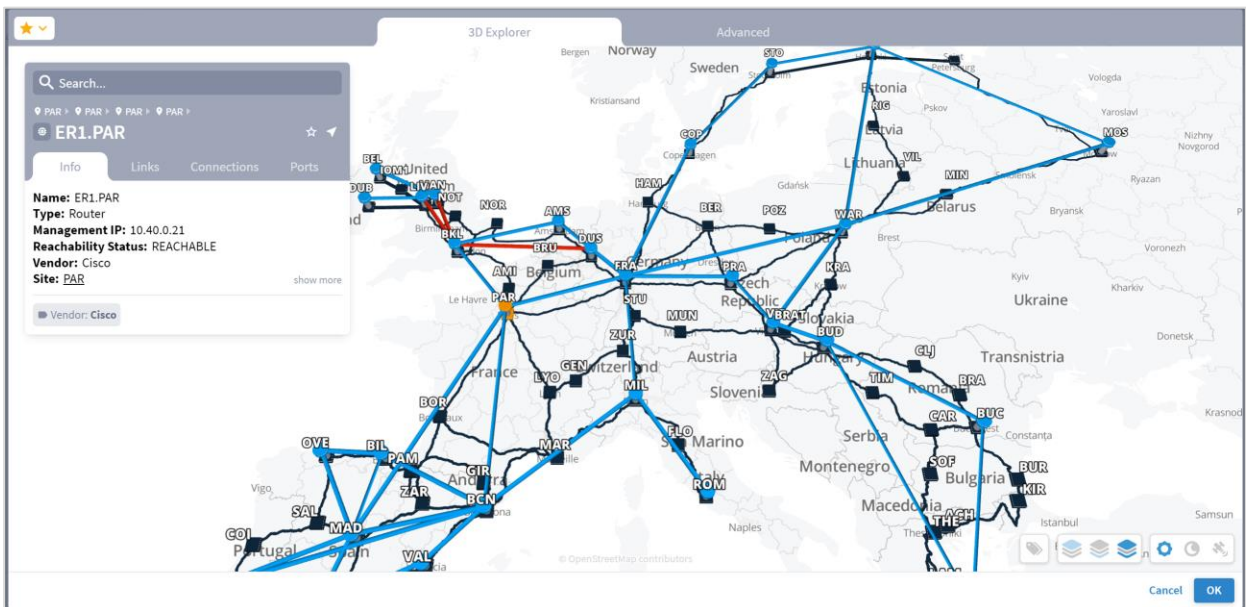 3D Explorer
Advanced
Search...
PAR PAR PAR PAR
ER1.PAR
Info Links Connections Ports
Name: ER1.PAR
Type: Router
Management IP: 10.40.0.21
Reachability Status: REACHABLE
Vendor: Cisco
Site: PAR
show more
Vendor: Cisco
Bergen
Norway
STO
Sweden
Petersburg
Vologda
Kristiansand
Estonia
RIG
Pskov
Yaroslavl
MOS
Nizhny
Novgorod
COP
VIL
Lithuania
MIN
Ryazan
BEL
United
HAM
Gdańsk
DUB
VAN
NOT
NOR
AMS
BER
POZ
WAR
Belarus
Bryansk
BKL
DUS
Poland
Brest
Voronezh
BRU
AMI
Belgium
FRA
PRA
KRA
Kyiv
Kharkiv
Le Havre
PAR
STU
Republic
Ukraine
MUN
BRAT
BUD
ZUR
Austria
Hungary
CLJ
Transnistria
Donetsk
France
LYO
GEN
MIL
Slovenia
ZAG
TIM
BRA
BOR
CAR
BUC
Krasnod
OVE
BIL
MAR
FLO
Serbia
Constanța
PAM
GIR
Montenegro
SOF
BUR
Vigo
ZAR
BCN
ROM
Bulgaria
KIR
SAL
Macedonia
MAD
Naples
THE
Istanbul
Samsun
COI
Portugal
Spain
VAL
© OpenStreetMap contributors
Cancel
OK